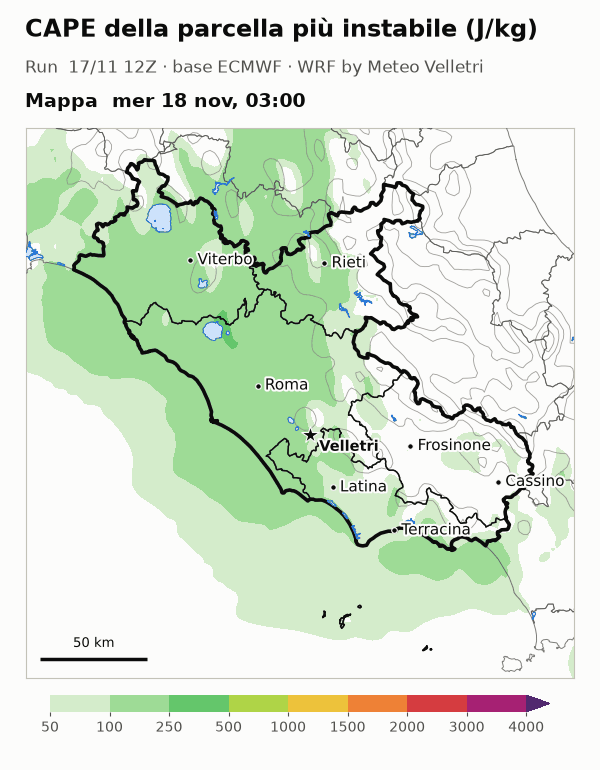 CAPE della parcella più instabile (J/kg)
Run  17/11 12Z · base ECMWF · WRF by Meteo Velletri
Mappa  mer 18 nov, 03:00
Viterbo
Rieti
Roma
Velletri
Frosinone
Cassino
Latina
Terracina
50 km
50 100 250 500 1000 1500 2000 3000 4000